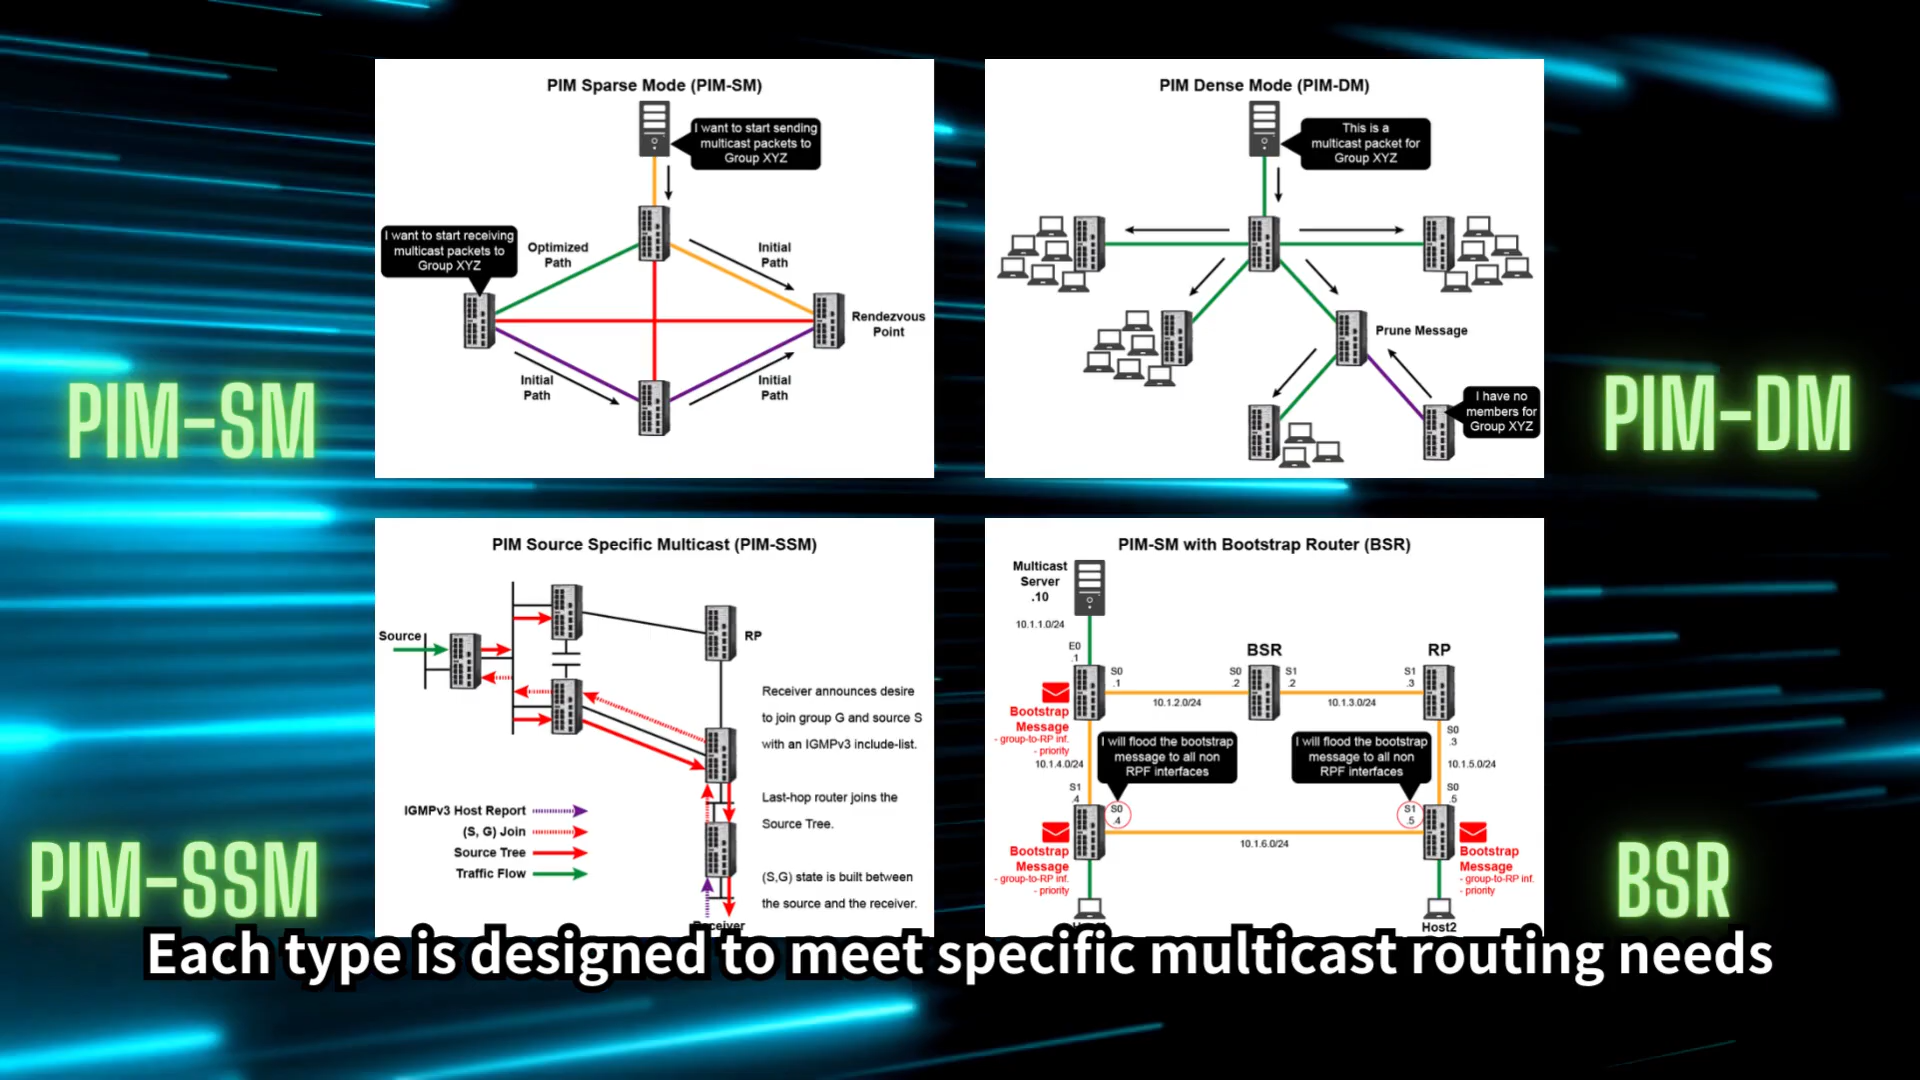 PIM Sparse Mode (PIM-SM)
I want to start sending
multicast packets to
Group XYZ
I want to start receiving
multicast packets to
Group XYZ
Optimized
Path
Initial
Path
Rendezvous
Point
Initial
Path
Initial
Path
PIM-SM
PIM Dense Mode (PIM-DM)
This is a
multicast packet for
Group XYZ
Prune Message
I have no
members for
Group XYZ
PIM-DM
PIM Source Specific Multicast (PIM-SSM)
Source
RP
Receiver announces desire
to join group G and source S
with an IGMPv3 include-list.
Last-hop router joins the
Source Tree.
(S,G) state is built between
the source and the receiver.
IGMPv3 Host Report
(S, G) Join
Source Tree
Traffic Flow
Receiver
PIM-SSM
PIM-SM with Bootstrap Router (BSR)
Multicast
Server
.10
10.1.1.0/24
E0
.1
BSR
RP
S0
.1
S0
.2
S1
.2
S1
.3
10.1.2.0/24
10.1.3.0/24
Bootstrap
Message
- group-to-RP inf.
- priority
10.1.4.0/24
I will flood the bootstrap
message to all non
RPF interfaces
I will flood the bootstrap
message to all non
RPF interfaces
S0
.3
10.1.5.0/24
S1
.4
S0
.4
S1
.5
S0
.5
10.1.6.0/24
Bootstrap
Message
- group-to-RP inf.
- priority
Bootstrap
Message
- group-to-RP inf.
- priority
Host2
BSR
Each type is designed to meet specific multicast routing needs